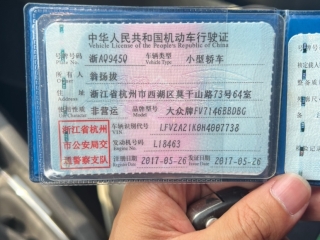 中华人民共和国机动车行驶证
Vehicle License of the People's Republic of China
号牌号码 浙AQ945Q 车辆类型 小型轿车
Vehicle Type
所有人 翁扬拔
住址 浙江省杭州市西湖区莫干山路73号64室
使用性质 非营运 品牌型号 大众牌FV7146BBDBG
浙江省杭州
市公安局交
通警察支队
车辆识别代号 LFV2A21K0H4007738
VIN
发动机号码 L18463
Engine No.
注册日期 2017-05-26 发证日期 2017-05-26